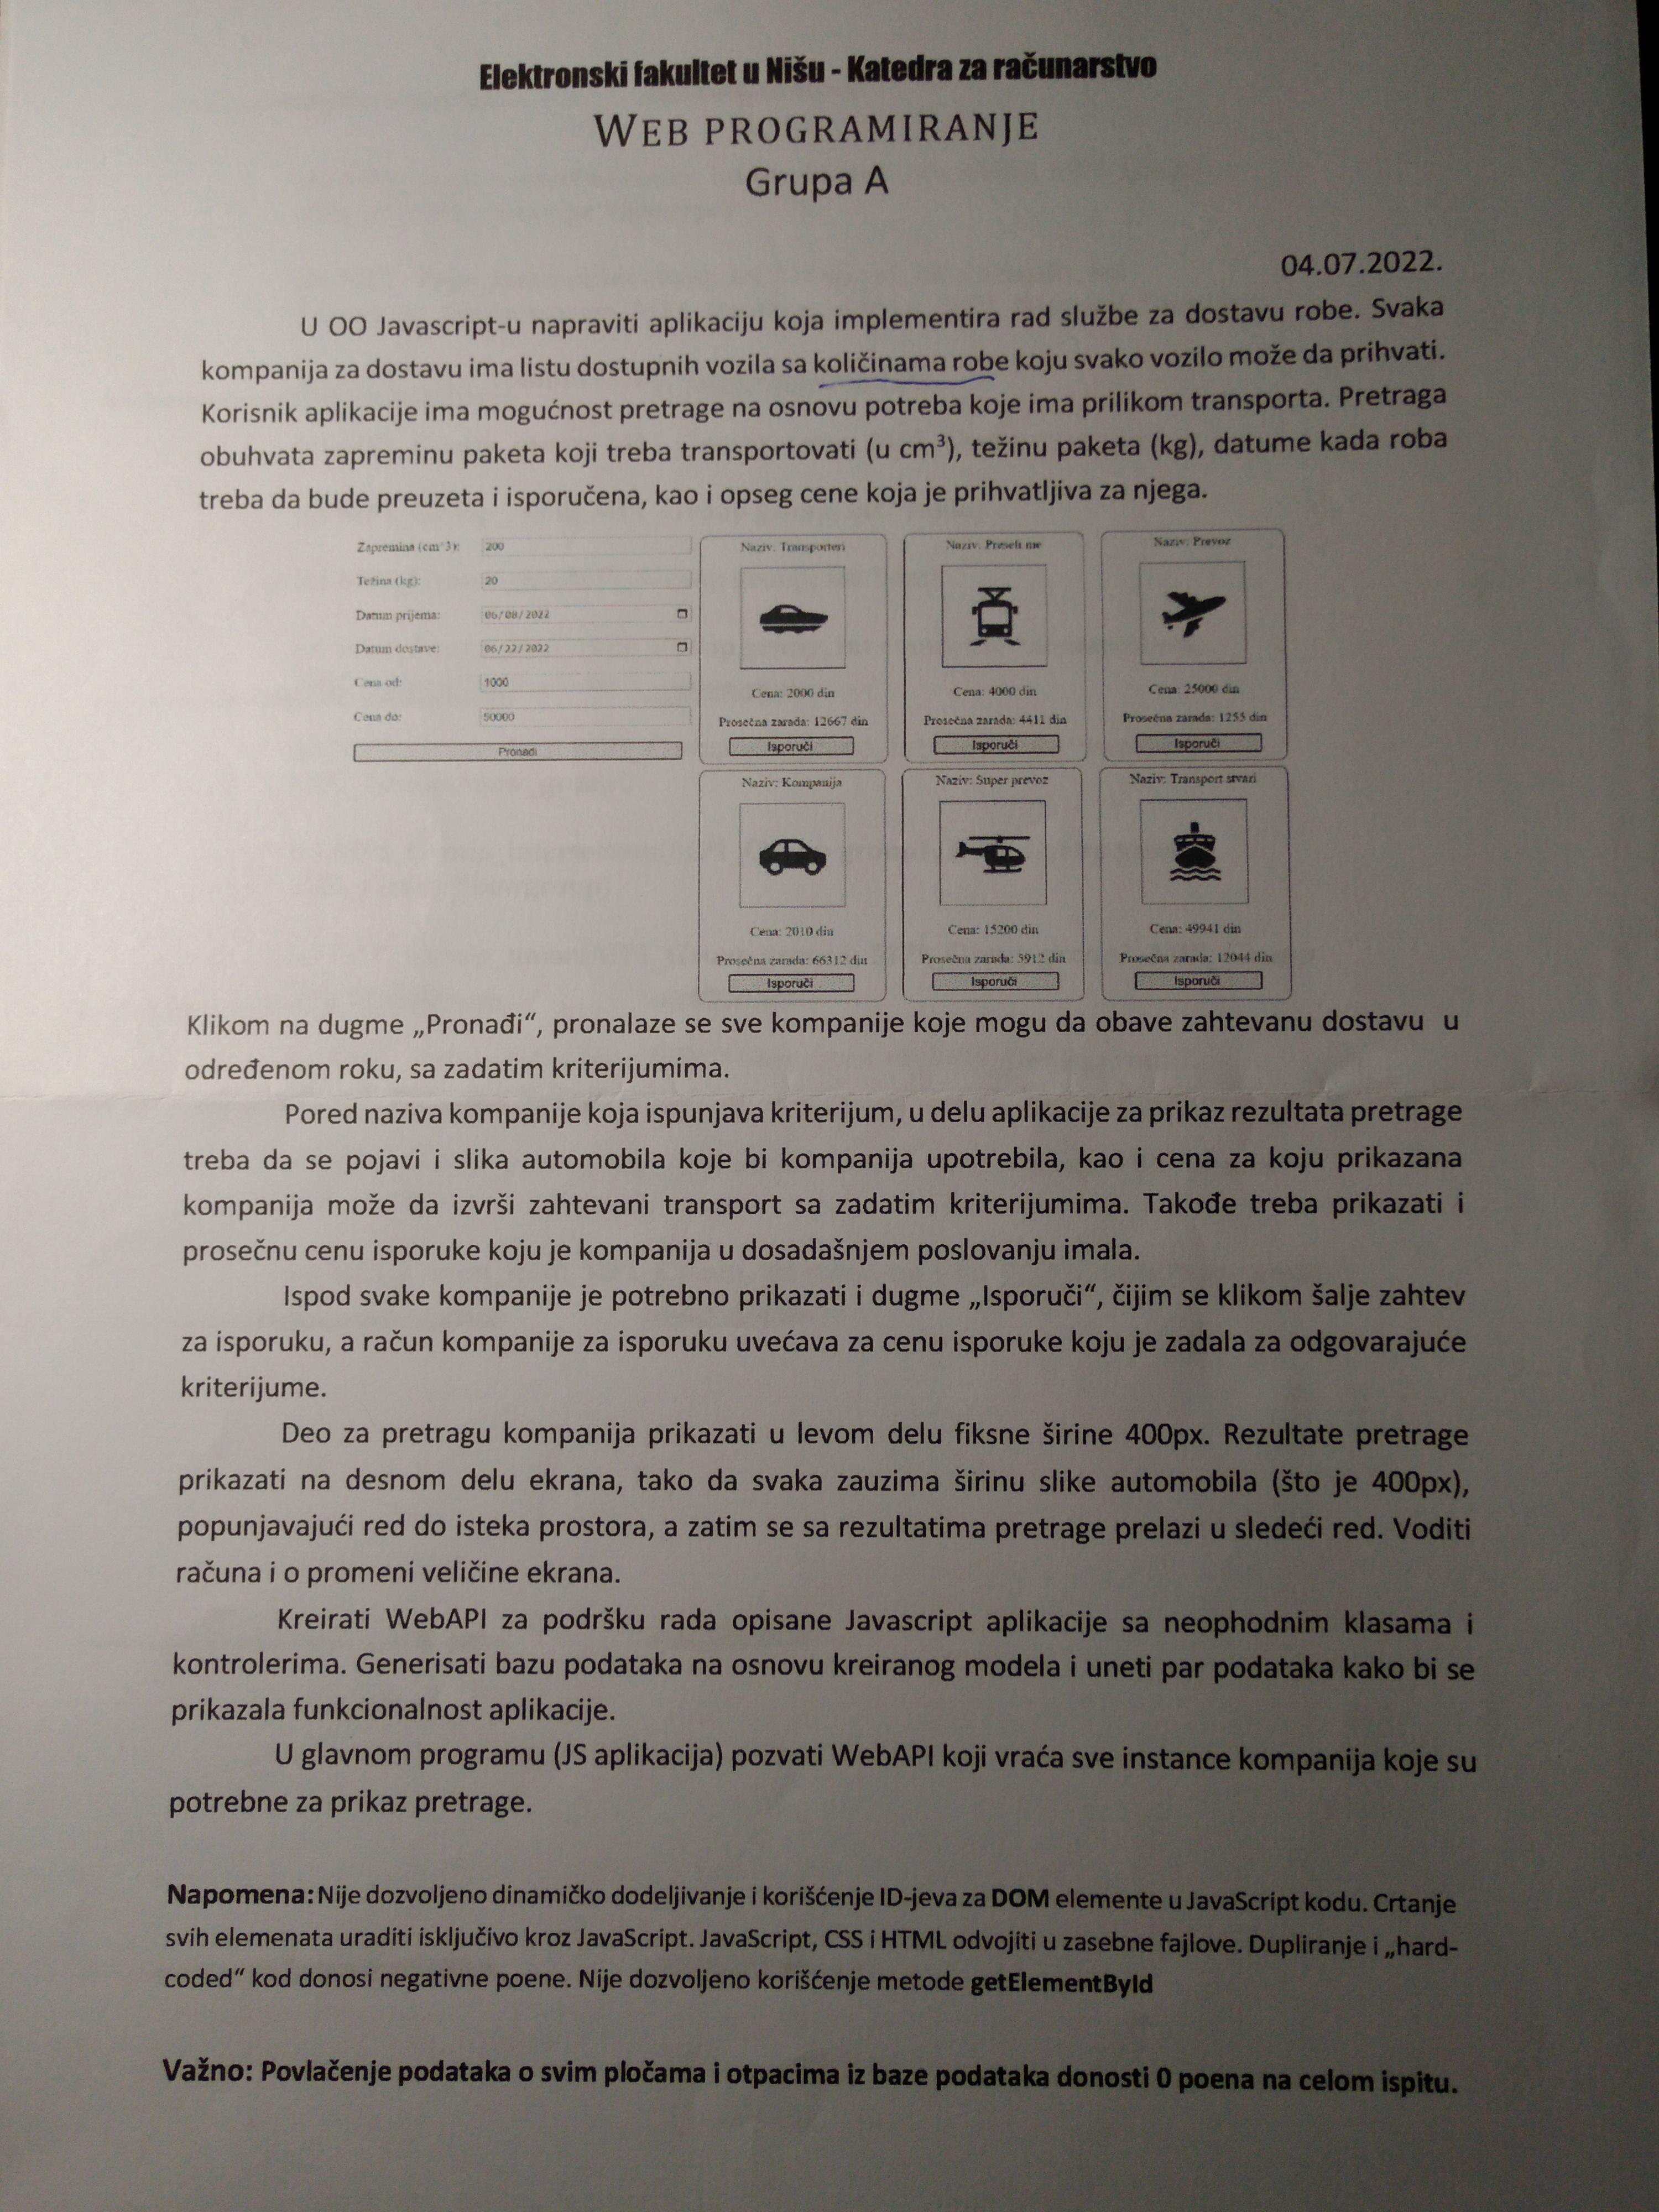 Elektronski fakultet u Nišu - Katedra za računarstvo
WEB PROGRAMIRANJE
Grupa A
04.07.2022.
U OO Javascript-u napraviti aplikaciju koja implementira rad službe za dostavu robe. Svaka
kompanija za dostavu ima listu dostupnih vozila sa količinama robe koju svako vozilo može da prihvati.
Korisnik aplikacije ima mogućnost pretrage na osnovu potreba koje ima prilikom transporta. Pretraga
obuhvata zapreminu paketa koji treba transportovati (u cm³), težinu paketa (kg), datume kada roba
treba da bude preuzeta i isporučena, kao i opseg cene koja je prihvatljiva za njega.
Zapremina (cm^3): 200
Težina (kg): 20
Datum prijema: 06/08/2022
Datum dostave: 06/22/2022
Cena od: 1000
Cena do: 50000
Pronađi
Naziv: Transporteri
Cena: 2000 din
Prosečna zarada: 12667 din
Isporuči
Naziv: Preseli me
Cena: 4000 din
Prosečna zarada: 4411 din
Isporuči
Naziv: Prevoz
Cena: 25000 din
Prosečna zarada: 1255 din
Isporuči
Naziv: Kompanija
Cena: 2010 din
Prosečna zarada: 66312 din
Isporuči
Naziv: Super prevoz
Cena: 15200 din
Prosečna zarada: 5912 din
Isporuči
Naziv: Transport stvari
Cena: 49941 din
Prosečna zarada: 12044 din
Isporuči
Klikom na dugme „Pronađi“, pronalaze se sve kompanije koje mogu da obave zahtevanu dostavu u
određenom roku, sa zadatim kriterijumima.
Pored naziva kompanije koja ispunjava kriterijum, u delu aplikacije za prikaz rezultata pretrage
treba da se pojavi i slika automobila koje bi kompanija upotrebila, kao i cena za koju prikazana
kompanija može da izvrši zahtevani transport sa zadatim kriterijumima. Takođe treba prikazati i
prosečnu cenu isporuke koju je kompanija u dosadašnjem poslovanju imala.
Ispod svake kompanije je potrebno prikazati i dugme „Isporuči“, čijim se klikom šalje zahtev
za isporuku, a račun kompanije za isporuku uvećava za cenu isporuke koju je zadala za odgovarajuće
kriterijume.
Deo za pretragu kompanija prikazati u levom delu fiksne širine 400px. Rezultate pretrage
prikazati na desnom delu ekrana, tako da svaka zauzima širinu slike automobila (što je 400px),
popunjavajući red do isteka prostora, a zatim se sa rezultatima pretrage prelazi u sledeći red. Voditi
računa i o promeni veličine ekrana.
Kreirati WebAPI za podršku rada opisane Javascript aplikacije sa neophodnim klasama i
kontrolerima. Generisati bazu podataka na osnovu kreiranog modela i uneti par podataka kako bi se
prikazala funkcionalnost aplikacije.
U glavnom programu (JS aplikacija) pozvati WebAPI koji vraća sve instance kompanija koje su
potrebne za prikaz pretrage.
Napomena: Nije dozvoljeno dinamičko dodeljivanje i korišćenje ID-jeva za DOM elemente u JavaScript kodu. Crtanje
svih elemenata uraditi isključivo kroz JavaScript. JavaScript, CSS i HTML odvojiti u zasebne fajlove. Dupliranje i „hard-
coded“ kod donosi negativne poene. Nije dozvoljeno korišćenje metode getElementById
Važno: Povlačenje podataka o svim pločama i otpacima iz baze podataka donosti 0 poena na celom ispitu.